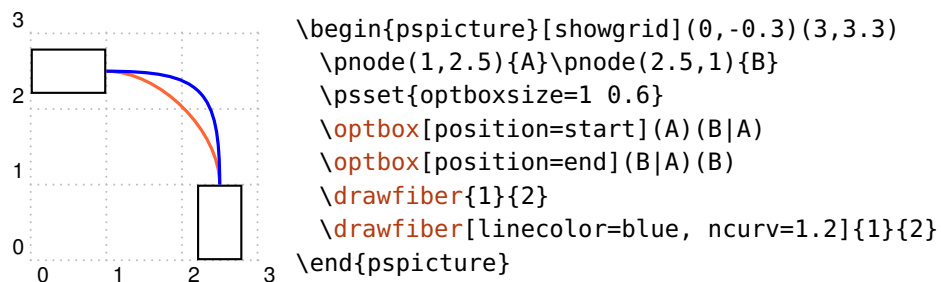 3
2
1
0
0 1 2 3
\begin{pspicture}[showgrid](0,-0.3)(3,3.3)
\pnode(1,2.5){A}\pnode(2.5,1){B}
\psset{optboxsize=1 0.6}
\optbox[position=start](A)(B|A)
\optbox[position=end](B|A)(B)
\drawfiber{1}{2}
\drawfiber[linecolor=blue, ncurv=1.2]{1}{2}
\end{pspicture}